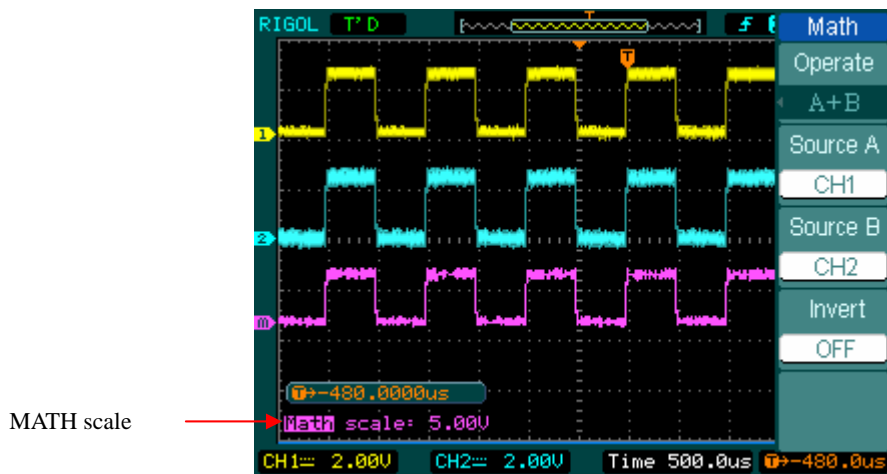 RIGOL T'D T Math
Operate
T
A+B
1
Source A
CH1
2
Source B
CH2
m
Invert
OFF
T→-480.0000us
MATH scale
Math scale: 5.00V
CH1 2.00V CH2 2.00V Time 500.0us T→-480.0us